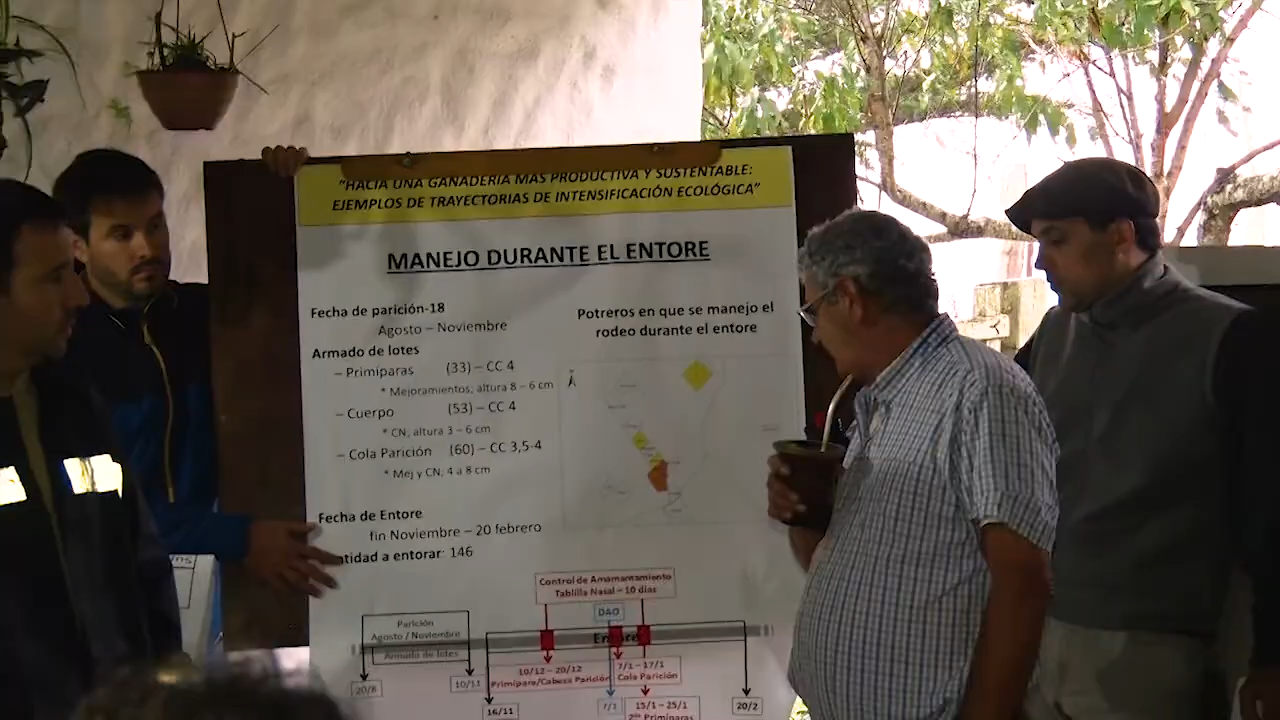 "HACIA UNA GANADERÍA MAS PRODUCTIVA Y SUSTENTABLE:
EJEMPLOS DE TRAYECTORIAS DE INTENSIFICACIÓN ECOLÓGICA"
MANEJO DURANTE EL ENTORE
Fecha de parición-18
Agosto – Noviembre
Armado de lotes
– Primíparas (33) – CC 4
* Mejoramientos, altura 8 – 6 cm
– Cuerpo (53) – CC 4
* CN, altura 3 – 6 cm
– Cola Parición (60) – CC 3,5-4
* Mej y CN, 4 a 8 cm
Fecha de Entore
fin Noviembre – 20 febrero
ntidad a entorar: 146
Potreros en que se manejo el
rodeo durante el entore
Control de Amamantamiento
Tablilla Nasal – 10 días
DAO
Parición
Agosto / Noviembre
Armado de lotes
Entore
10/12 – 20/12
Primípara/Cabeza Parición
7/1 – 17/1
Cola Parición
20/8
10/11
16/11
7/1
15/1 – 25/1
2das Primíparas
20/2